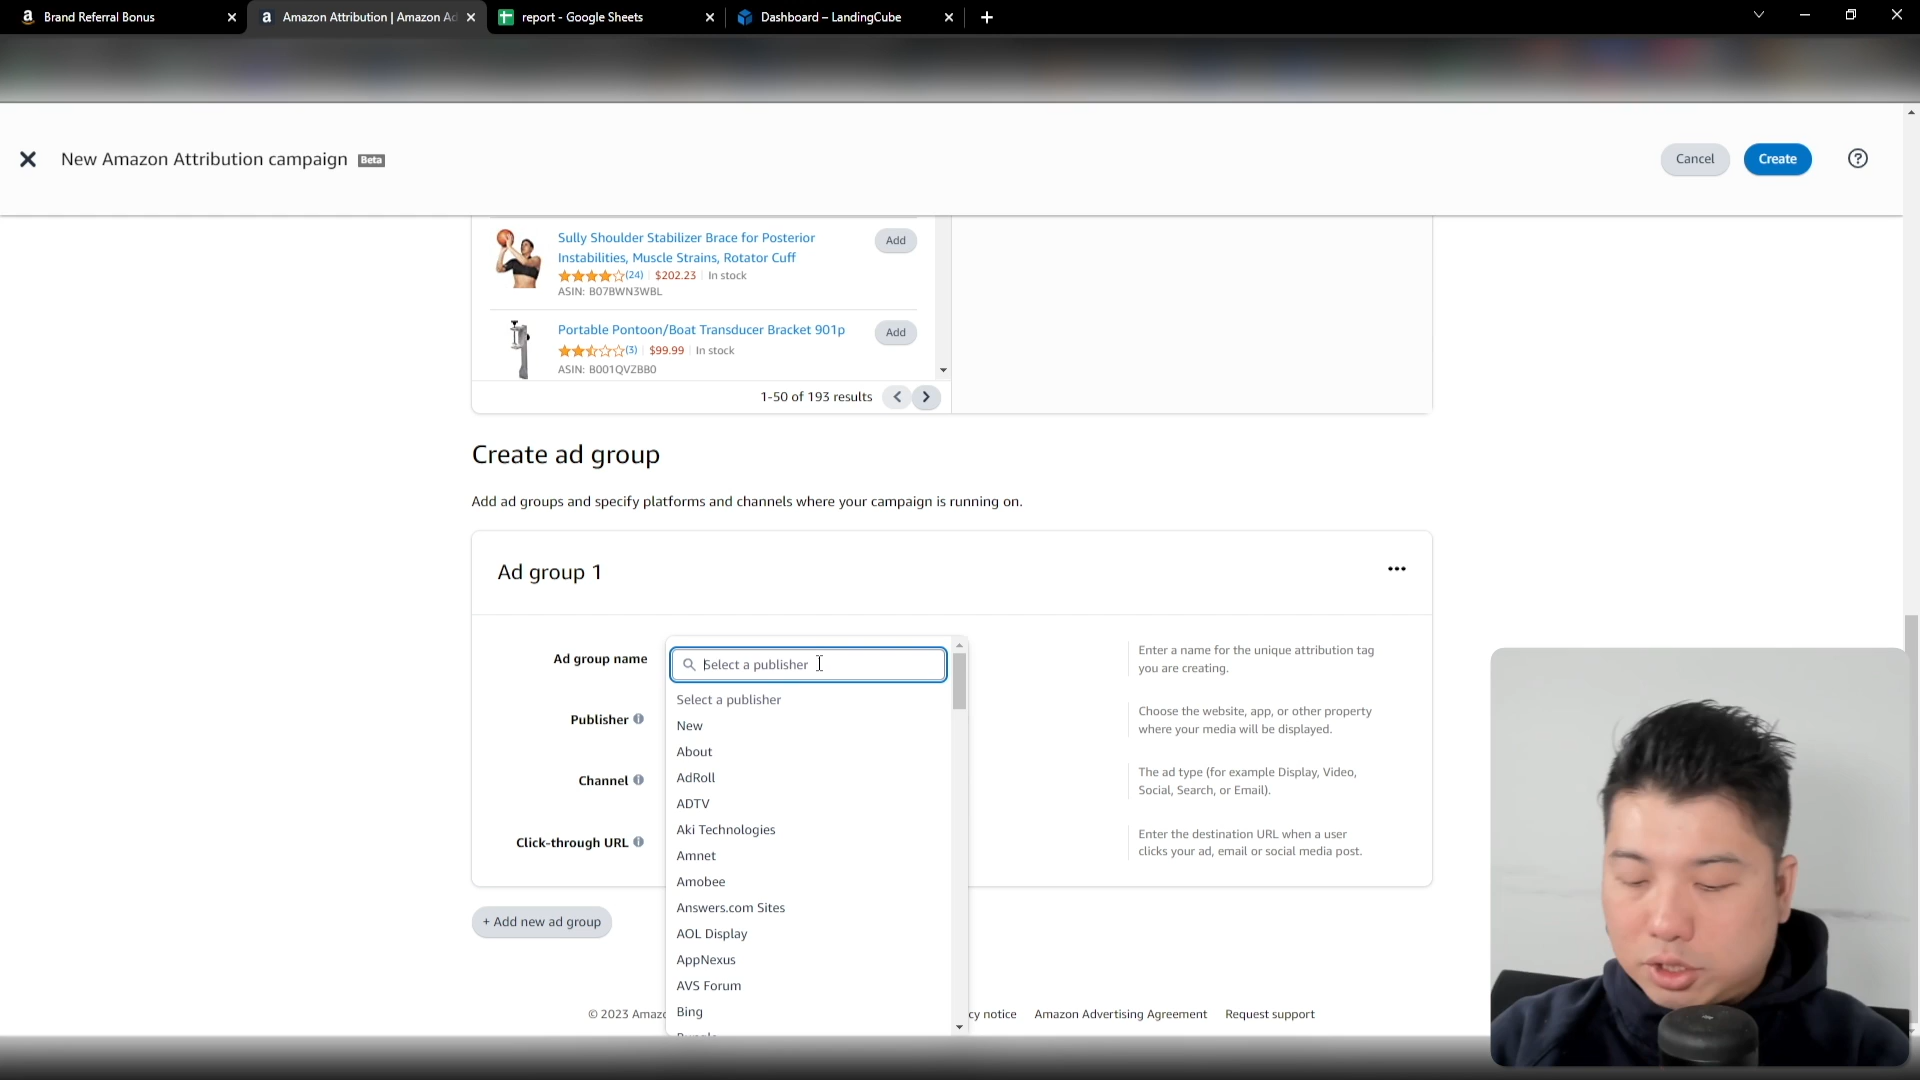 Brand Referral Bonus
Amazon Attribution | Amazon Ad
report - Google Sheets
Dashboard – LandingCube
New Amazon Attribution campaign Beta
Cancel
Create
Sully Shoulder Stabilizer Brace for Posterior
Instabilities, Muscle Strains, Rotator Cuff
Add
(24) $202.23 In stock
ASIN: B07BWN3WBL
Portable Pontoon/Boat Transducer Bracket 901p
Add
(3) $99.99 In stock
ASIN: B001QVZBB0
1-50 of 193 results
Create ad group
Add ad groups and specify platforms and channels where your campaign is running on.
Ad group 1
Ad group name
Select a publisher
Enter a name for the unique attribution tag
you are creating.
Publisher
Choose the website, app, or other property
where your media will be displayed.
Channel
The ad type (for example Display, Video,
Social, Search, or Email).
Click-through URL
Enter the destination URL when a user
clicks your ad, email or social media post.
Select a publisher
New
About
AdRoll
ADTV
Aki Technologies
Amnet
Amobee
Answers.com Sites
AOL Display
AppNexus
AVS Forum
Bing
+ Add new ad group
© 2023 Amaz
cy notice
Amazon Advertising Agreement
Request support